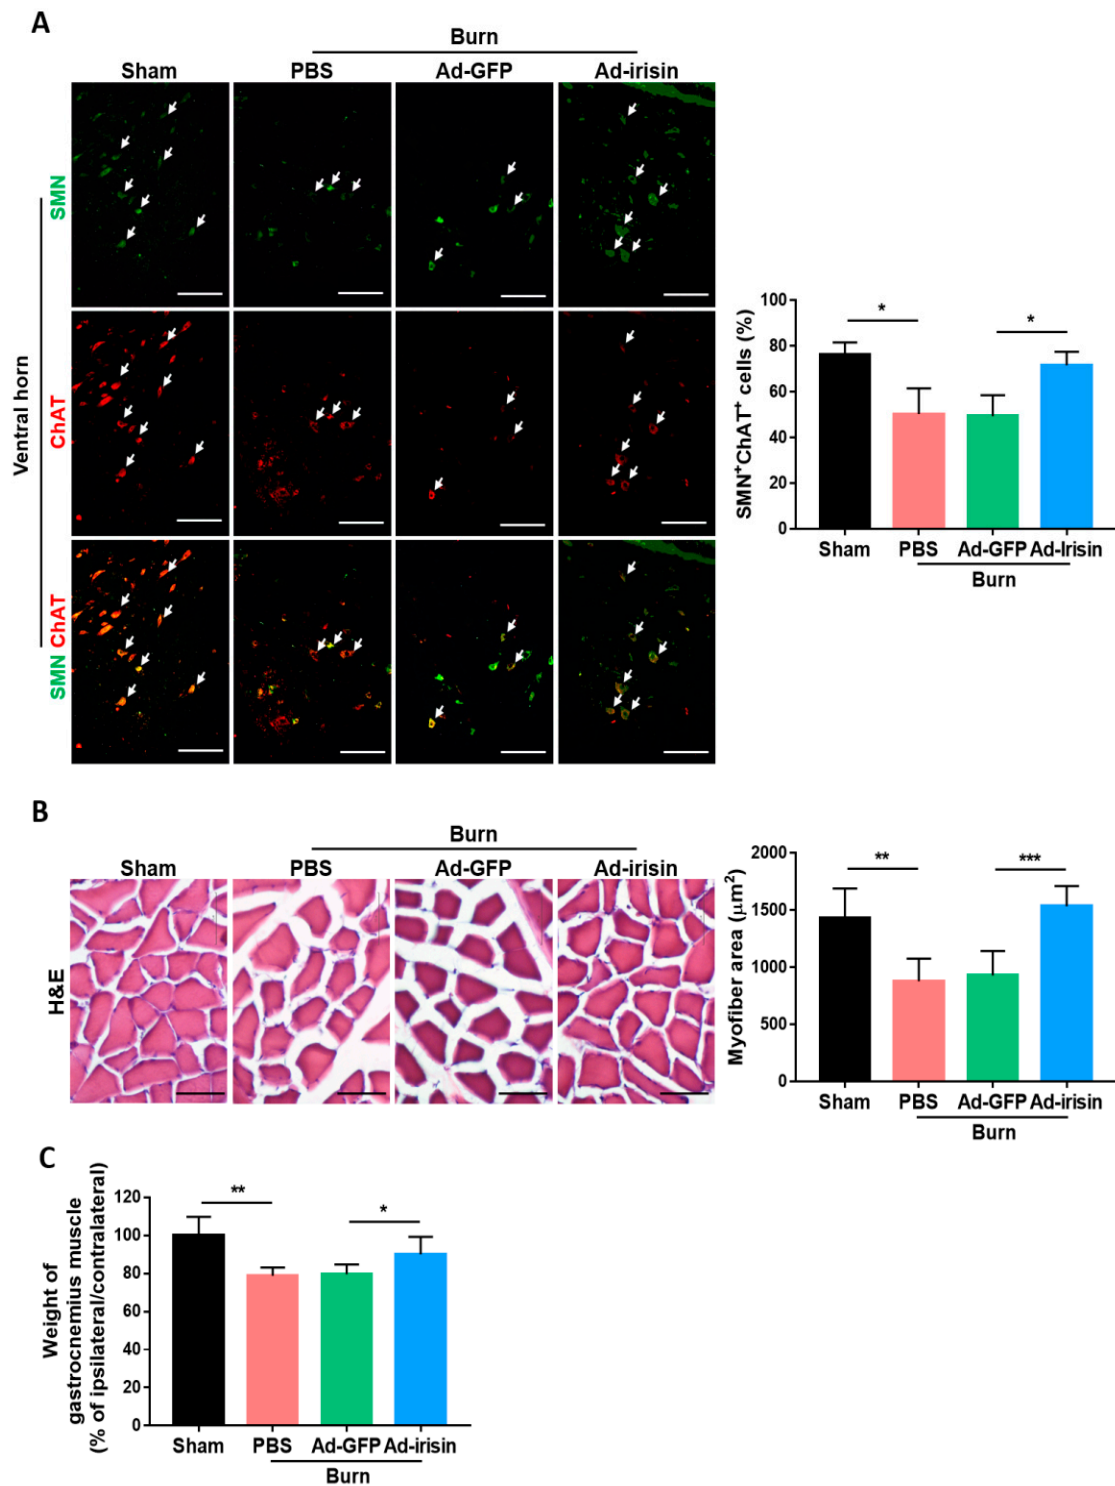 A
Burn
Sham PBS Ad-GFP Ad-irisin
Ventral horn
SMN
ChAT
SMN ChAT
SMN⁺ChAT⁺ cells (%)
100
80
60
40
20
0
* *
Sham PBS Ad-GFP Ad-Irisin
Burn
B
Burn
Sham PBS Ad-GFP Ad-irisin
H&E
Myofiber area (μm²)
2000
1500
1000
500
0
** ***
Sham PBS Ad-GFP Ad-irisin
Burn
C
Weight of
gastrocnemius muscle
(% of ipsilateral/contralateral)
120
100
80
60
40
20
0
** *
Sham PBS Ad-GFP Ad-irisin
Burn